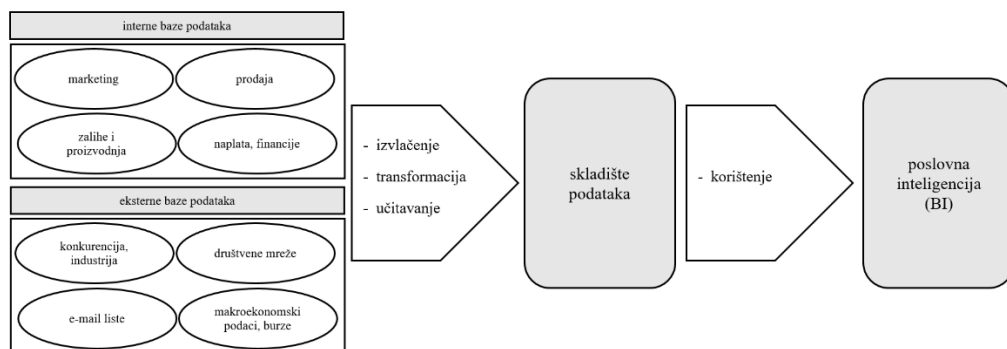 interne baze podataka
marketing
prodaja
zalihe i
proizvodnja
naplata, financije
eksterne baze podataka
konkurencija,
industrija
društvene mreže
e-mail liste
makroekonomski
podaci, burze
- izvlačenje
- transformacija
- učitavanje
skladište
podataka
- korištenje
poslovna
inteligencija
(BI)